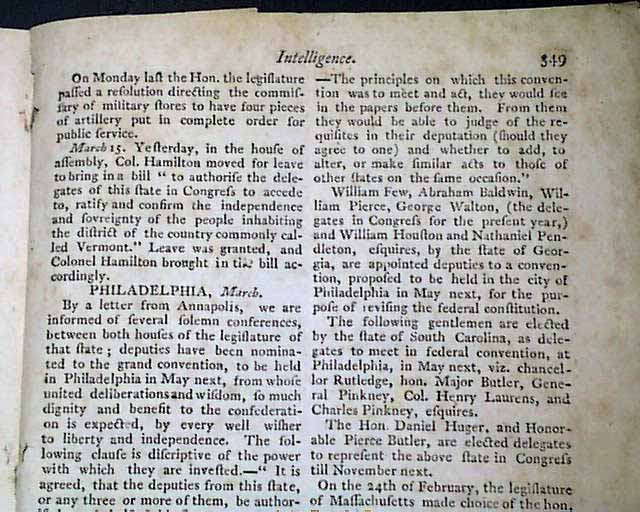 Intelligence.
349
On Monday laſt the Hon. the legiſlature
paſſed a reſolution directing the commiſ-
ſary of military ſtores to have four pieces
of artillery put in complete order for
public ſervice.
March 15. Yeſterday, in the houſe of
aſſembly, Col. Hamilton moved for leave
to bring in a bill " to authoriſe the dele-
gates of this ſtate in Congreſs to accede
to, ratify and confirm the independence
and ſovreignty of the people inhabiting
the diſtrict of the country commonly cal-
led Vermont." Leave was granted, and
Colonel Hamilton brought in the bill ac-
cordingly.
PHILADELPHIA, March.
By a letter from Annapolis, we are
informed of ſeveral ſolemn conferences,
between both houſes of the legiſlature of
that ſtate ; deputies have been nomina-
ted to the grand convention, to be held
in Philadelphia in May next, from whoſe
united deliberations and wiſdom, ſo much
dignity and benefit to the confederati-
on is expected, by every well wiſher
to liberty and independence. The fol-
lowing clauſe is diſcriptive of the power
with which they are inveſted.—" It is
agreed, that the deputies from this ſtate,
or any three or more of them, be author-
—The principles on which this conven-
tion was to meet and act, they would ſee
in the papers before them. From them
they would be able to judge of the re-
quiſites in their deputation (ſhould they
agree to one) and whether to add, to
alter, or make ſimilar acts to thoſe of
other ſtates on the ſame occaſion."
William Few, Abraham Baldwin, Wil-
liam Pierce, George Walton, (the dele-
gates in Congreſs for the preſent year,)
and William Houſton and Nathaniel Pen-
dleton, eſquires, by the ſtate of Geor-
gia, are appointed deputies to a conven-
tion, propoſed to be held in the city of
Philadelphia in May next, for the pur-
poſe of reviſing the federal conſtitution.
The following gentlemen are elected
by the ſtate of South Carolina, as dele-
gates to meet in federal convention, at
Philadelphia, in May next, viz. chancel-
lor Rutledge, hon. Major Butler, Gene-
ral Pinkney, Col. Henry Laurens, and
Charles Pinkney, eſquires.
The Hon. Daniel Huger, and Honor-
able Pierce Butler, are elected delegates
to repreſent the above ſtate in Congreſs
till November next.
On the 24th of February, the legiſlature
of Maſſachuſetts made choice of the hon.